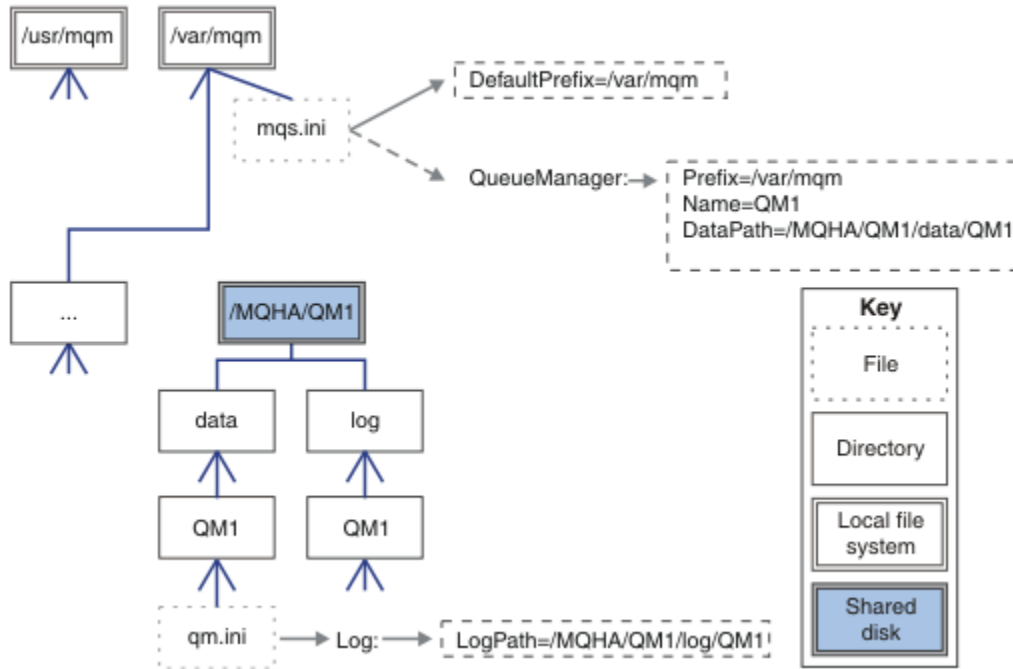 /usr/mqm
/var/mqm
DefaultPrefix=/var/mqm
mqs.ini
QueueManager:
Prefix=/var/mqm
Name=QM1
DataPath=/MQHA/QM1/data/QM1
...
/MQHA/QM1
data
log
QM1
QM1
qm.ini
Log:
LogPath=/MQHA/QM1/log/QM1
Key
File
Directory
Local file
system
Shared
disk